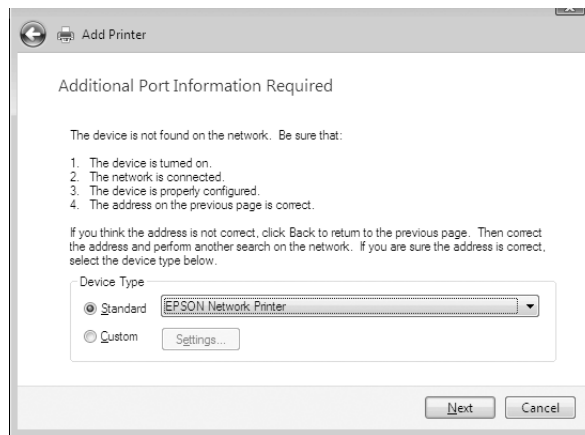 Add Printer
Additional Port Information Required
The device is not found on the network. Be sure that:
1. The device is turned on.
2. The network is connected.
3. The device is properly configured.
4. The address on the previous page is correct.
If you think the address is not correct, click Back to return to the previous page. Then correct
the address and perform another search on the network. If you are sure the address is correct,
select the device type below.
Device Type
Standard
EPSON Network Printer
Custom
Settings...
Next
Cancel